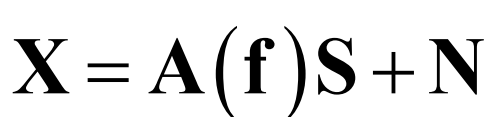 X = A(f)S + N